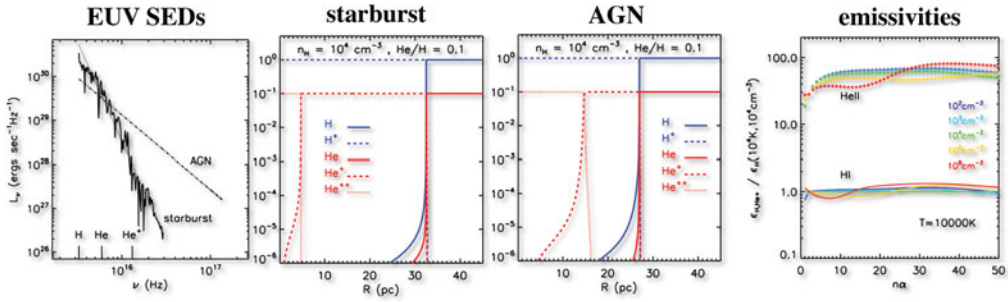 EUV SEDs
starburst
AGN
emissivities
10^30
10^29
10^28
10^27
10^26
L_ν (ergs sec⁻¹Hz⁻¹)
AGN
starburst
H He He⁺
10^16 10^17
ν (Hz)
n_H = 10^4 cm⁻³ , He/H = 0.1
10^0
10^-1
10^-2
10^-3
10^-4
10^-5
10^-6
H
H⁺
He
He⁺
He⁺⁺
10 20 30 40
R (pc)
n_H = 10^4 cm⁻³ , He/H = 0.1
10^0
10^-1
10^-2
10^-3
10^-4
10^-5
10^-6
H
H⁺
He
He⁺
He⁺⁺
10 20 30 40
R (pc)
100.0
10.0
1.0
0.1
HeII
10^2cm⁻³
HI
T=10000K
0 10 20 30 40 50
nα